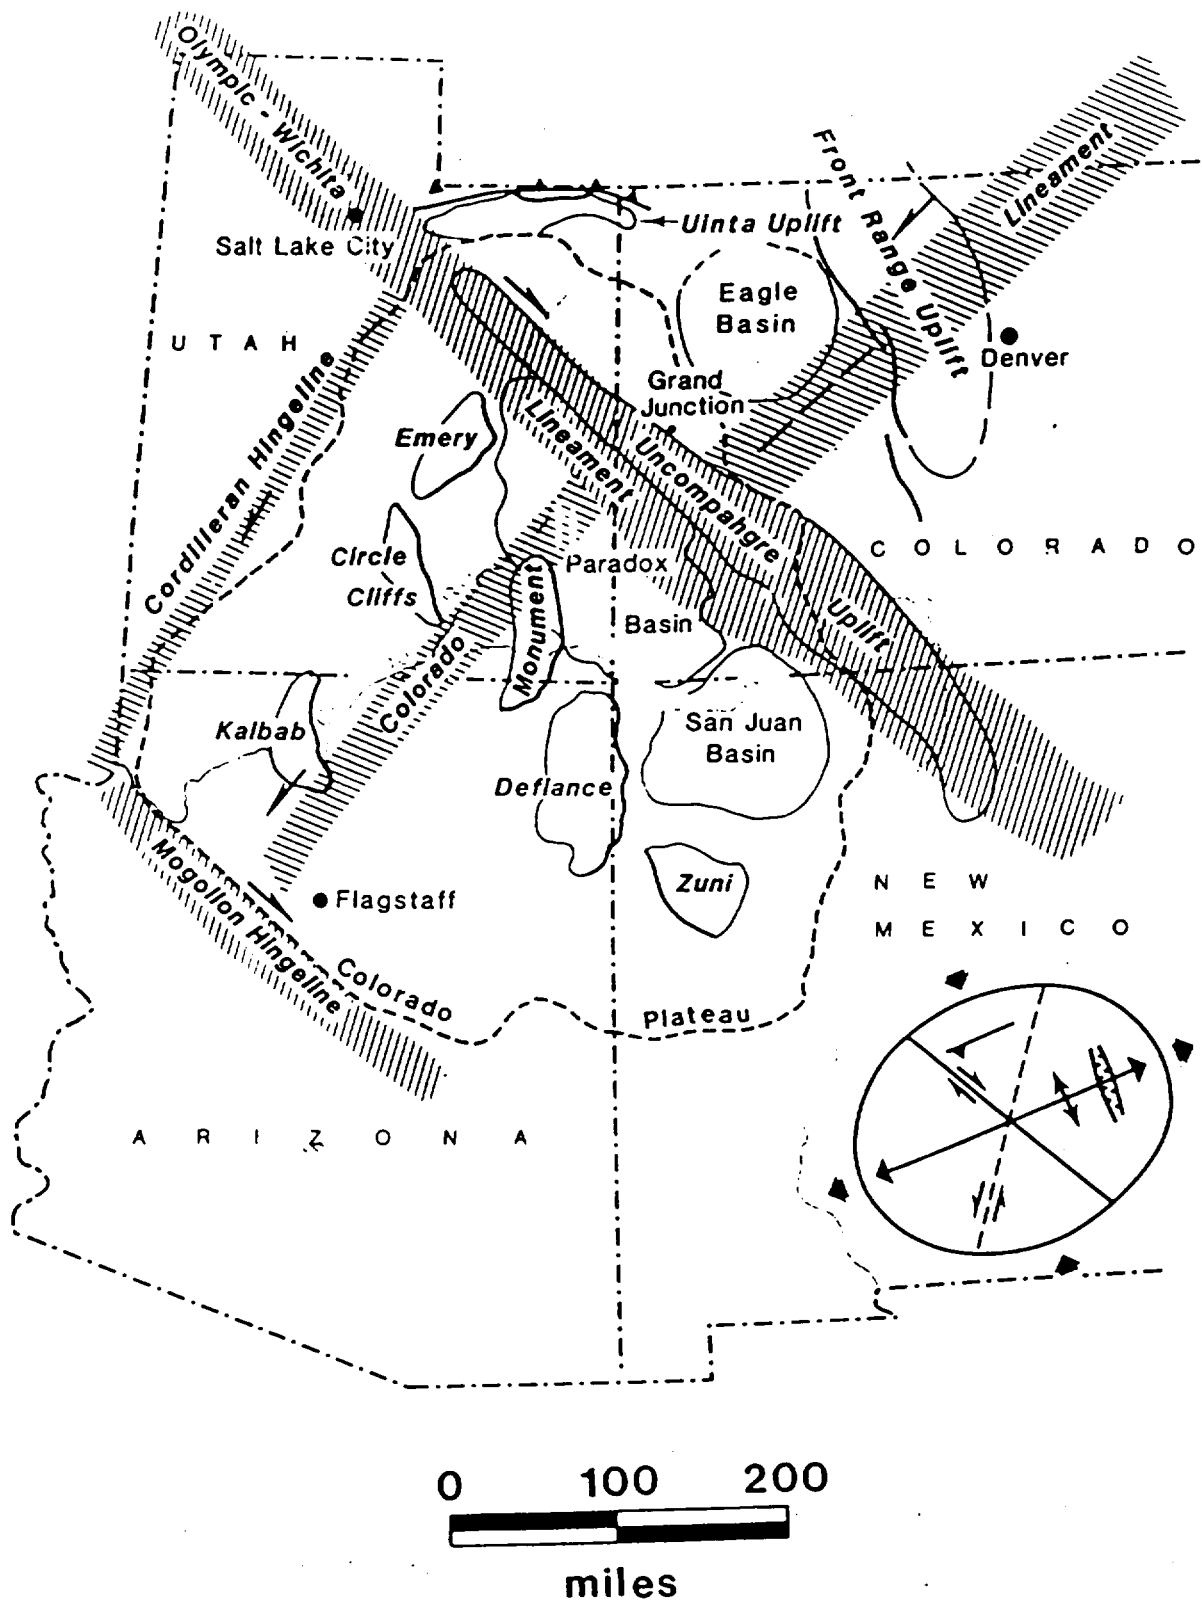 Olympic - Wichita
Lineament
Front Range Uplift
Lineament
Uinta Uplift
Salt Lake City
Eagle
Basin
UTAH
Denver
Cordilleran Hingeline
Grand
Junction
Emery
Uncompahgre
Uplift
COLORADO
Circle
Cliffs
Paradox
Basin
Monument
Colorado
Kaibab
San Juan
Basin
Defiance
Zuni
NEW
MEXICO
Mogollon Hingeline
Flagstaff
Colorado
Plateau
ARIZONA
0 100 200
miles